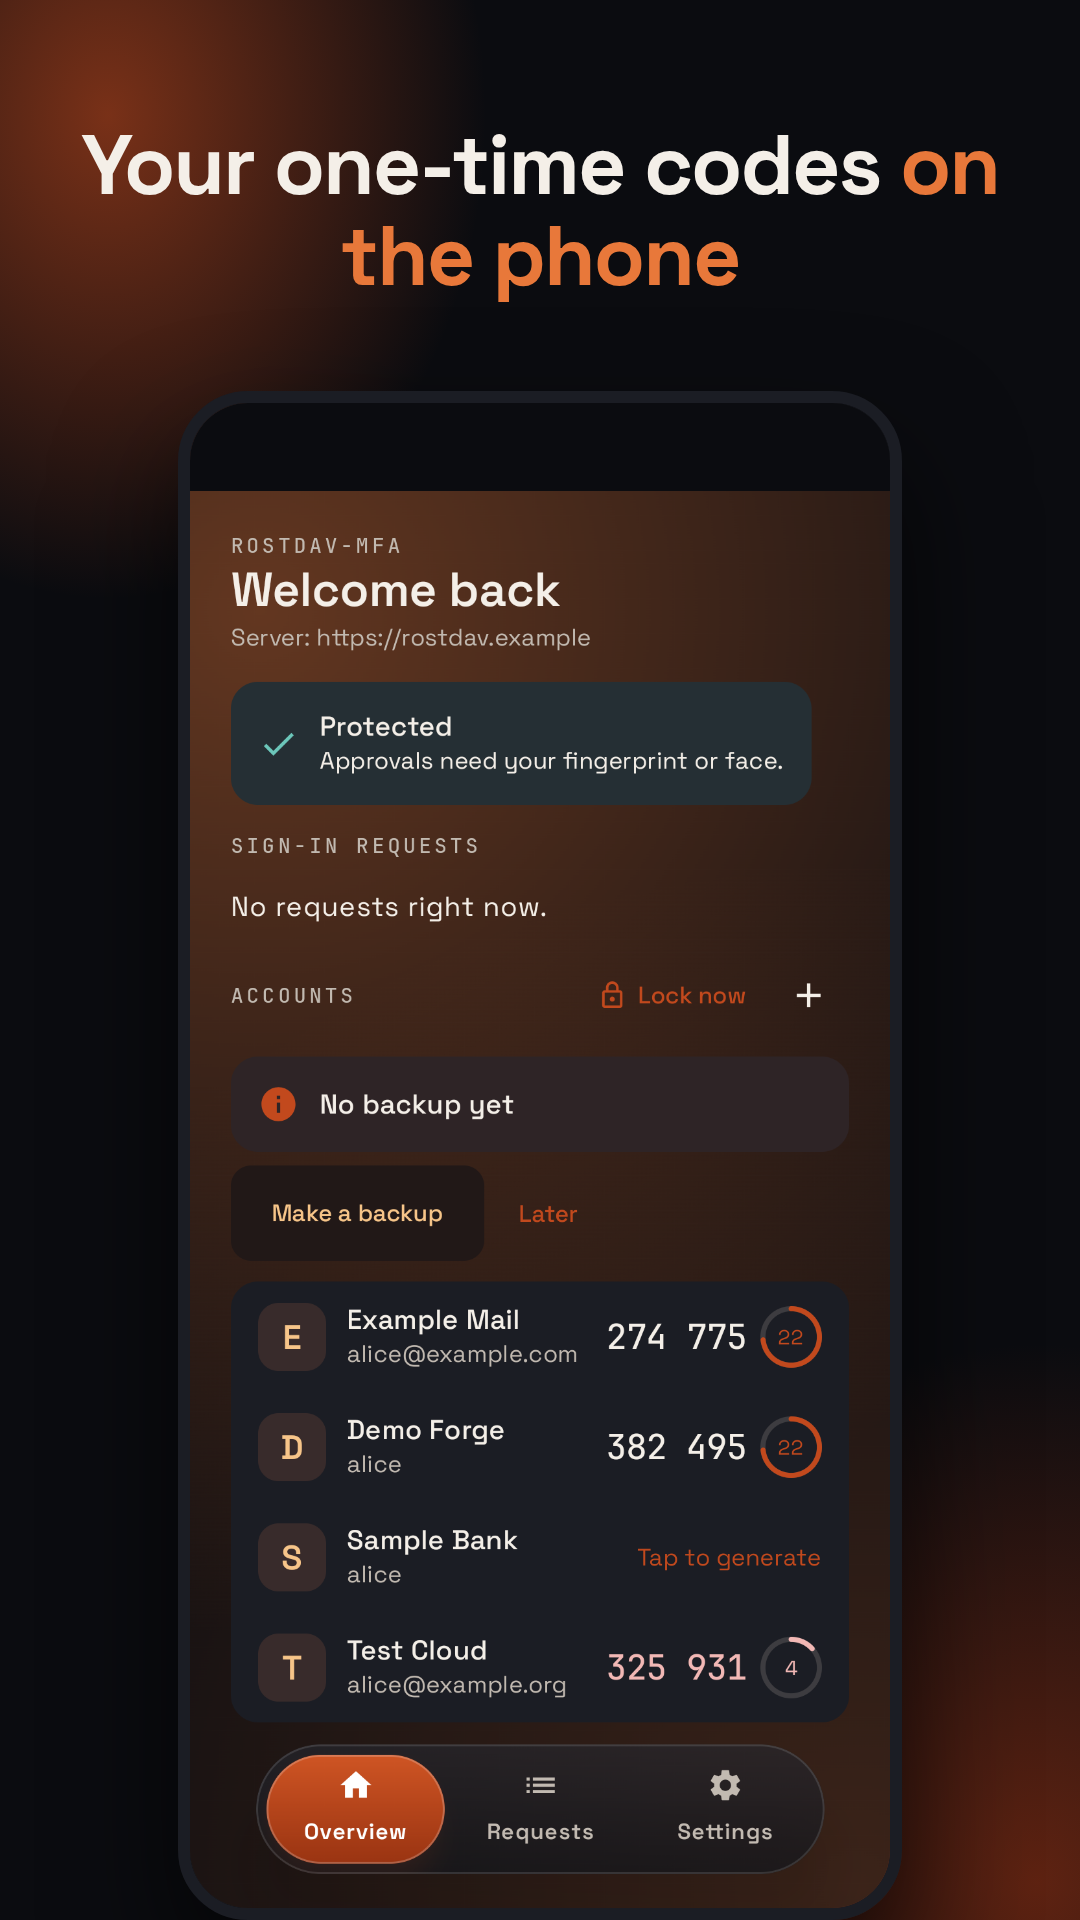 Your one-time codes on
the phone
ROSTDAV-MFA
Welcome back
Server: https://rostdav.example
Protected
Approvals need your fingerprint or face.
SIGN-IN REQUESTS
No requests right now.
ACCOUNTS
Lock now
No backup yet
Make a backup
Later
E
Example Mail
alice@example.com
274 775
22
D
Demo Forge
alice
382 495
22
S
Sample Bank
alice
Tap to generate
T
Test Cloud
alice@example.org
325 931
4
Overview
Requests
Settings